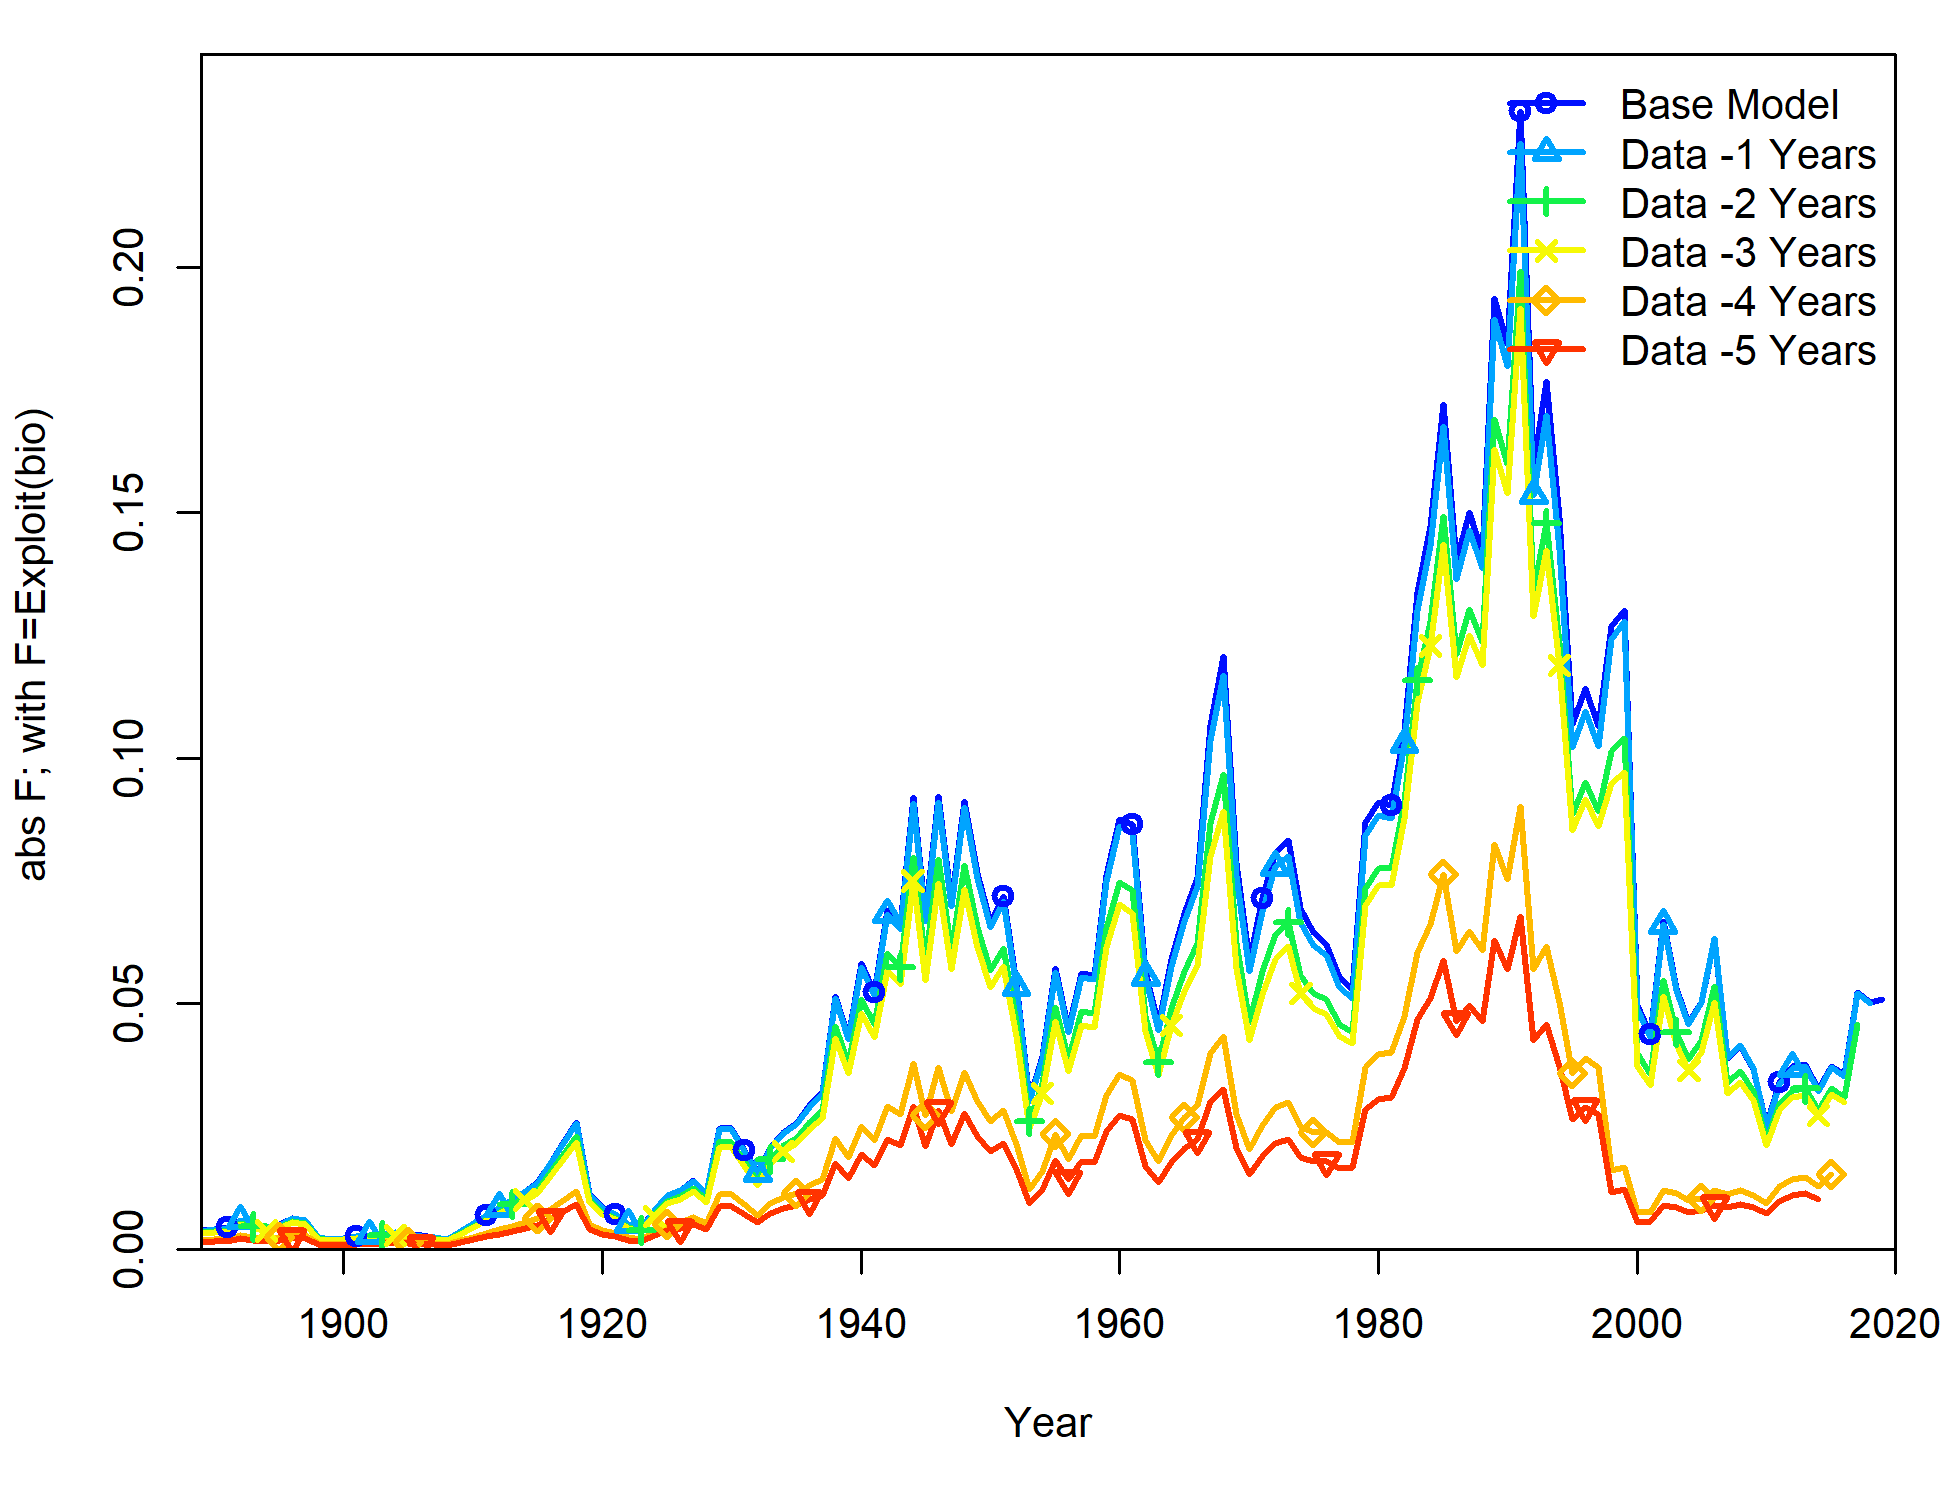 Base Model
Data -1 Years
Data -2 Years
Data -3 Years
Data -4 Years
Data -5 Years
abs F; with F=Exploit(bio)
0.20
0.15
0.10
0.05
0.00
1900 1920 1940 1960 1980 2000 2020
Year